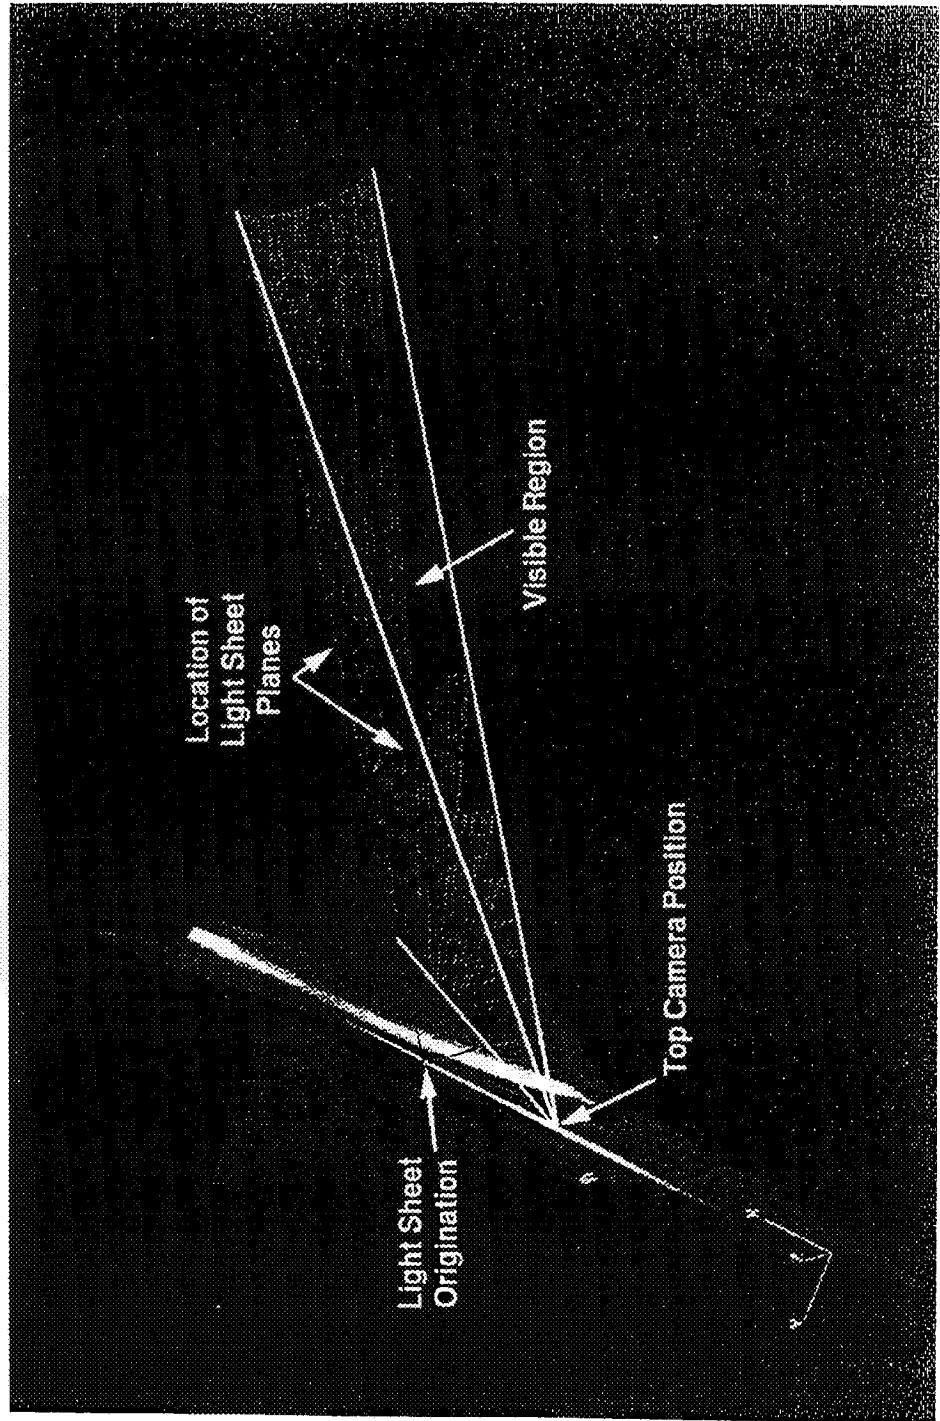 Location of
Light Sheet
Planes
Visible Region
Light Sheet
Origination
Top Camera Position